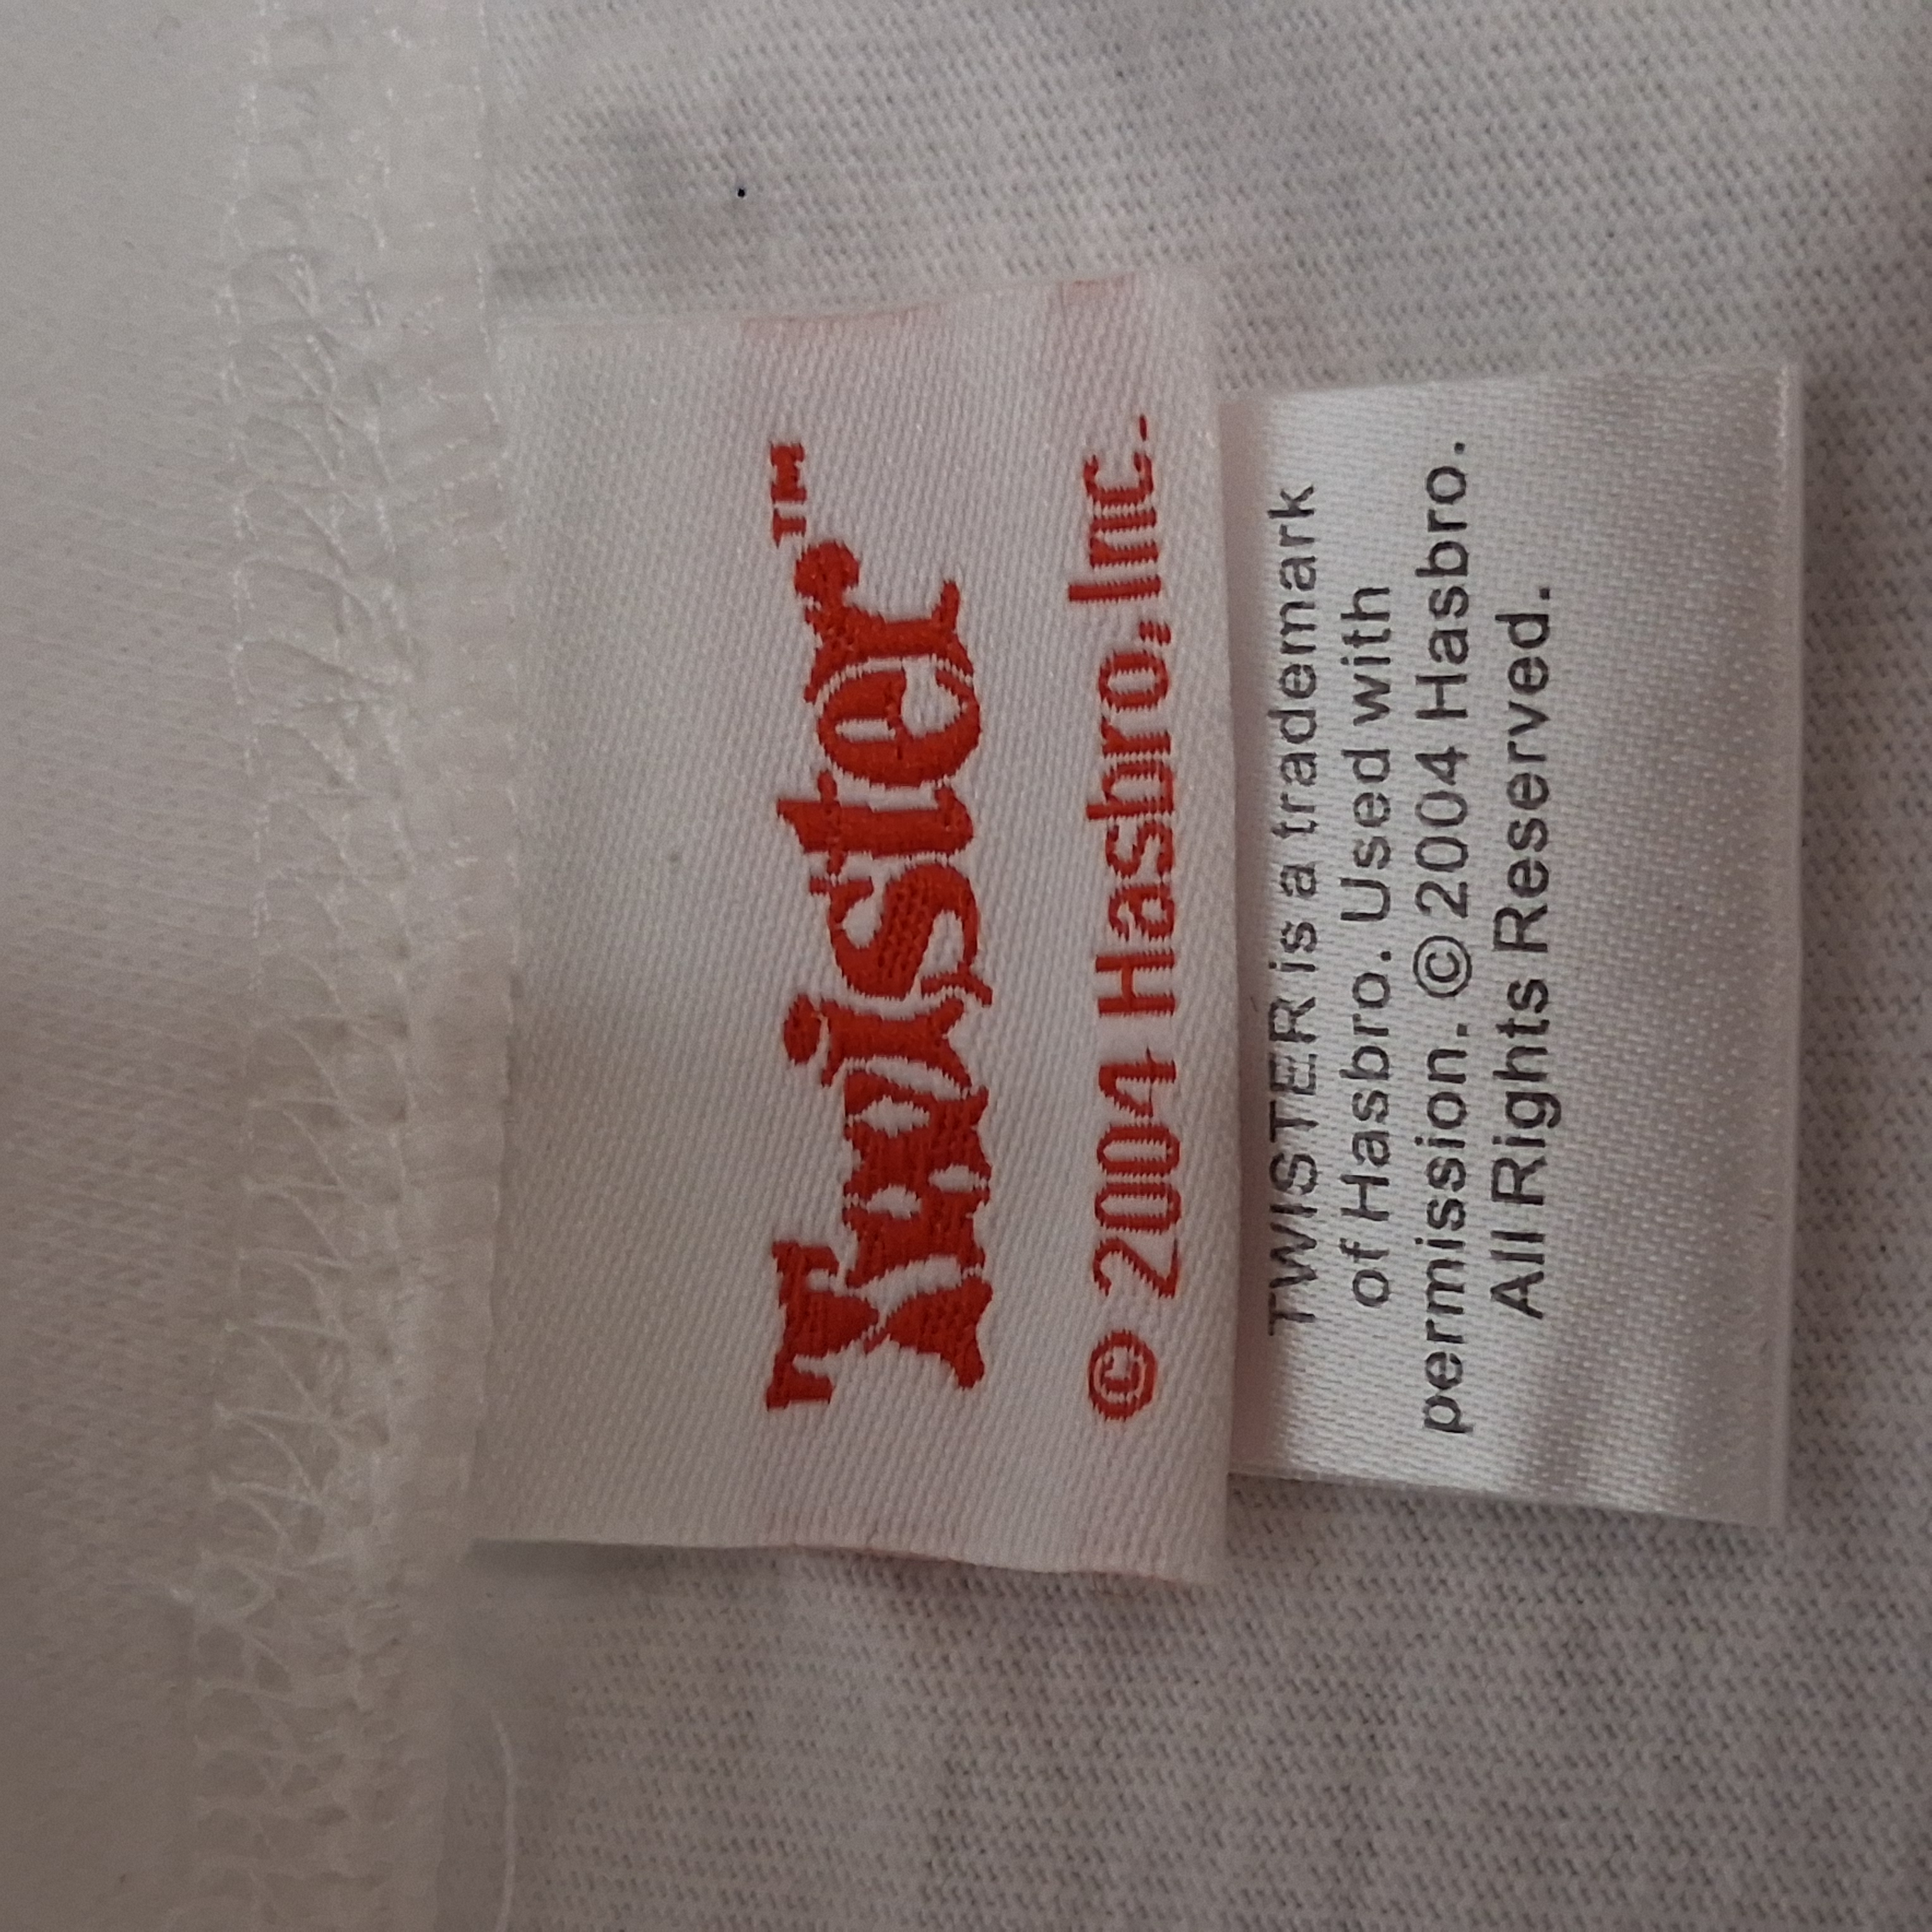 Twister™
© 2004 Hasbro, Inc.
TWISTER is a trademark
of Hasbro. Used with
permission. © 2004 Hasbro.
All Rights Reserved.